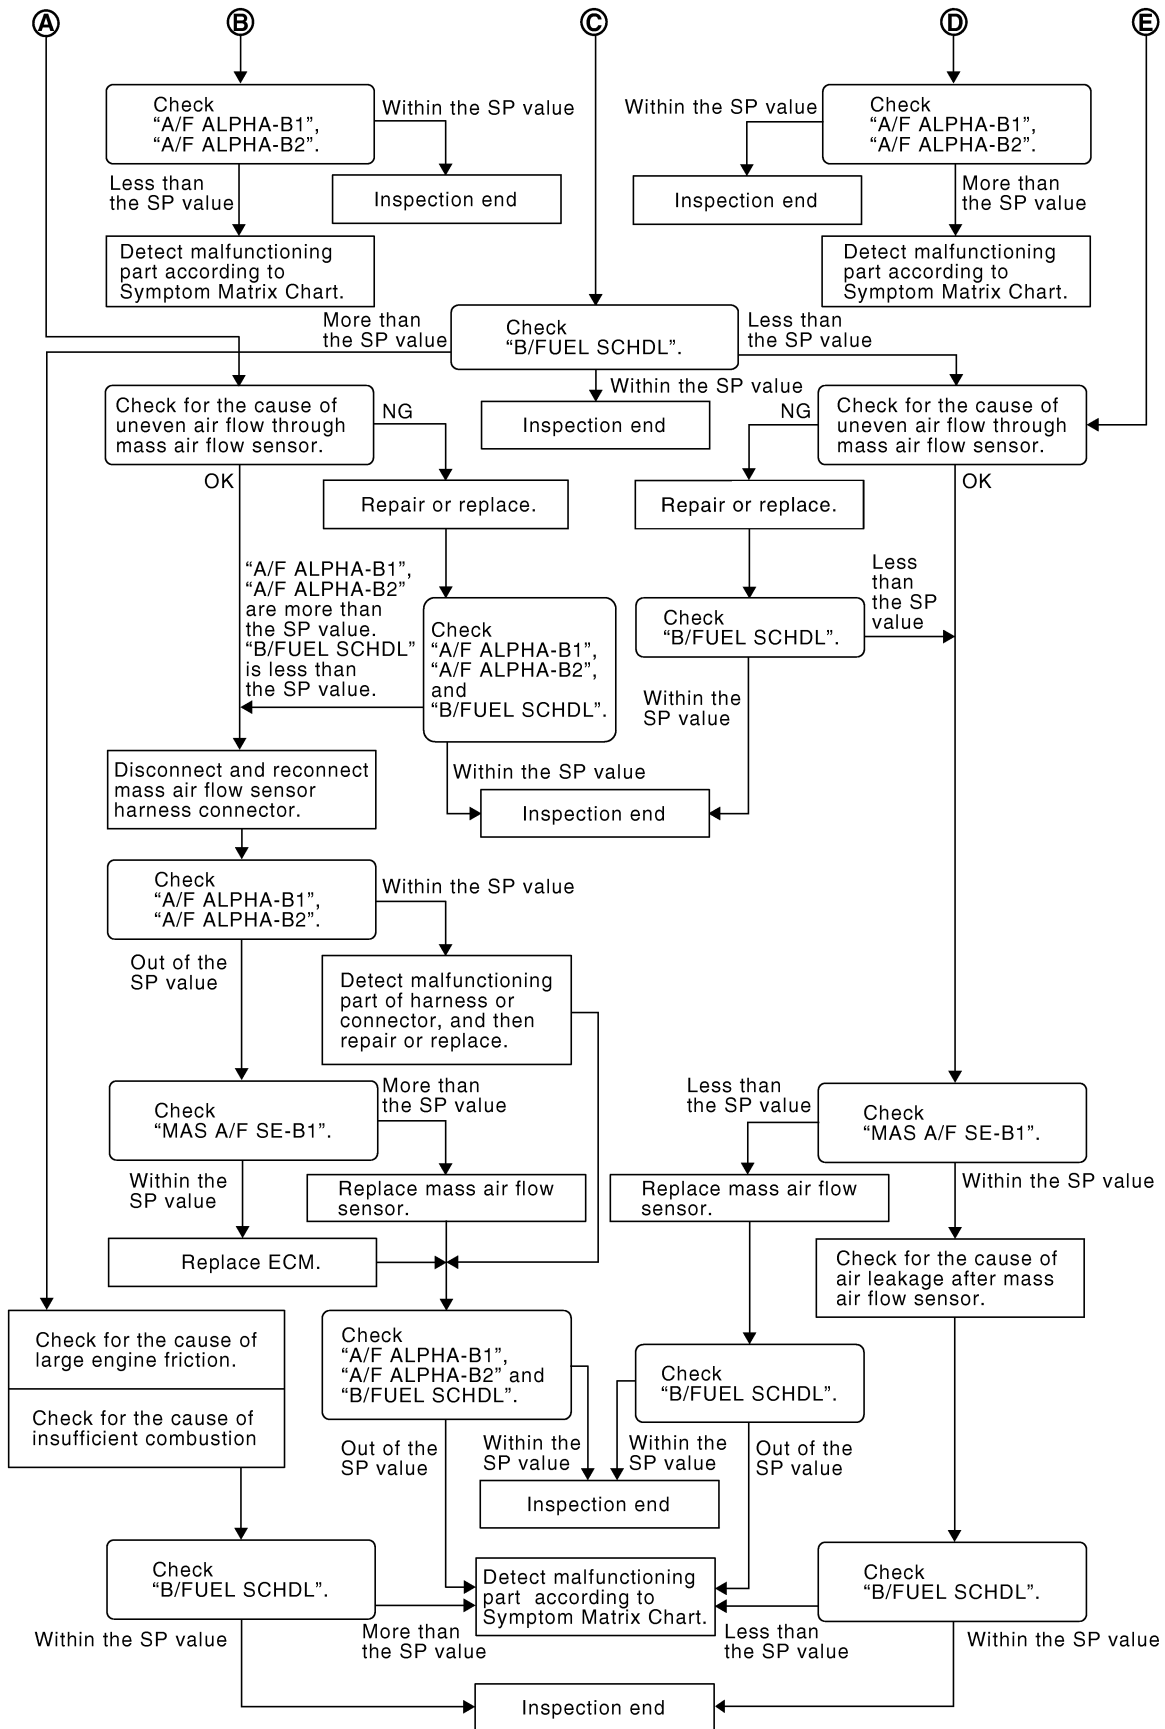 A
B
C
D
E
Check
“A/F ALPHA-B1”,
“A/F ALPHA-B2”.
Within the SP value
Less than
the SP value
Inspection end
Detect malfunctioning
part according to
Symptom Matrix Chart.
Within the SP value
Check
“A/F ALPHA-B1”,
“A/F ALPHA-B2”.
Inspection end
More than
the SP value
Detect malfunctioning
part according to
Symptom Matrix Chart.
More than
the SP value
Check
“B/FUEL SCHDL”.
Less than
the SP value
Within the SP value
Inspection end
Check for the cause of
uneven air flow through
mass air flow sensor.
NG
OK
Repair or replace.
“A/F ALPHA-B1”,
“A/F ALPHA-B2”
are more than
the SP value.
“B/FUEL SCHDL”
is less than
the SP value.
Check
“A/F ALPHA-B1”,
“A/F ALPHA-B2”,
and
“B/FUEL SCHDL”.
Within the SP value
NG
Check for the cause of
uneven air flow through
mass air flow sensor.
OK
Repair or replace.
Less
than
the SP
value
Check
“B/FUEL SCHDL”.
Within the
SP value
Inspection end
Disconnect and reconnect
mass air flow sensor
harness connector.
Check
“A/F ALPHA-B1”,
“A/F ALPHA-B2”.
Within the SP value
Out of the
SP value
Detect malfunctioning
part of harness or
connector, and then
repair or replace.
Check
“MAS A/F SE-B1”.
More than
the SP value
Within the
SP value
Replace mass air flow
sensor.
Replace ECM.
Less than
the SP value
Check
“MAS A/F SE-B1”.
Replace mass air flow
sensor.
Within the SP value
Check for the cause of
air leakage after mass
air flow sensor.
Check for the cause of
large engine friction.
Check for the cause of
insufficient combustion
Check
“A/F ALPHA-B1”,
“A/F ALPHA-B2” and
“B/FUEL SCHDL”.
Check
“B/FUEL SCHDL”.
Out of the
SP value
Within the
SP value
Within the
SP value
Out of the
SP value
Inspection end
Check
“B/FUEL SCHDL”.
Detect malfunctioning
part according to
Symptom Matrix Chart.
Check
“B/FUEL SCHDL”.
Within the SP value
More than
the SP value
Less than
the SP value
Within the SP value
Inspection end